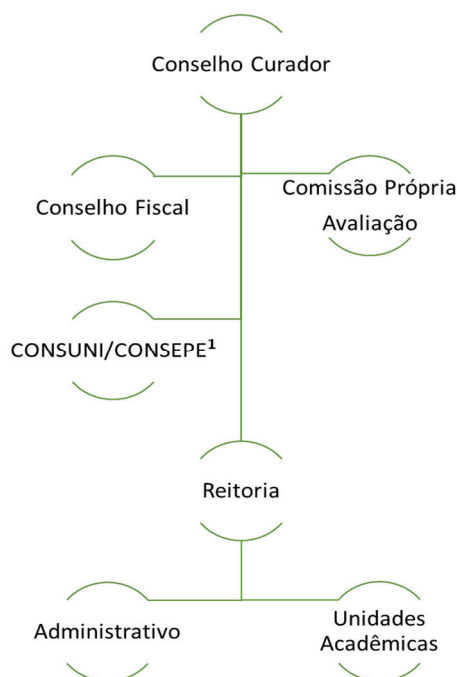 Conselho Curador
Conselho Fiscal
Comissão Própria
Avaliação
CONSUNI/CONSEPE¹
Reitoria
Administrativo
Unidades
Acadêmicas